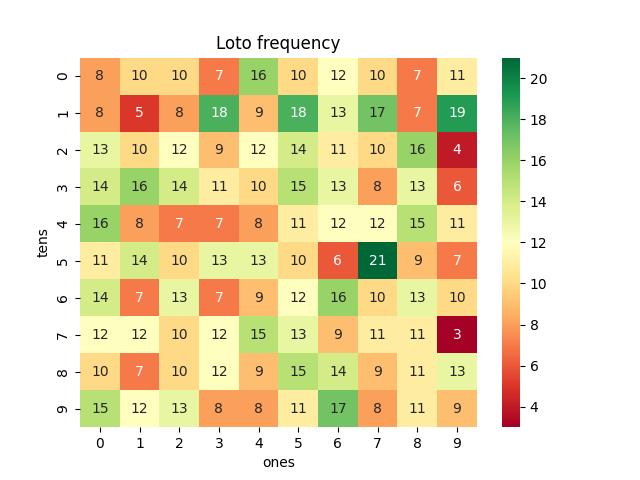 Loto frequency
tens
0 8 10 10 7 16 10 12 10 7 11
1 8 5 8 18 9 18 13 17 7 19
2 13 10 12 9 12 14 11 10 16 4
3 14 16 14 11 10 15 13 8 13 6
4 16 8 7 7 8 11 12 12 15 11
5 11 14 10 13 13 10 6 21 9 7
6 14 7 13 7 9 12 16 10 13 10
7 12 12 10 12 15 13 9 11 11 3
8 10 7 10 12 9 15 14 9 11 13
9 15 12 13 8 8 11 17 8 11 9
0 1 2 3 4 5 6 7 8 9
ones
20
18
16
14
12
10
8
6
4